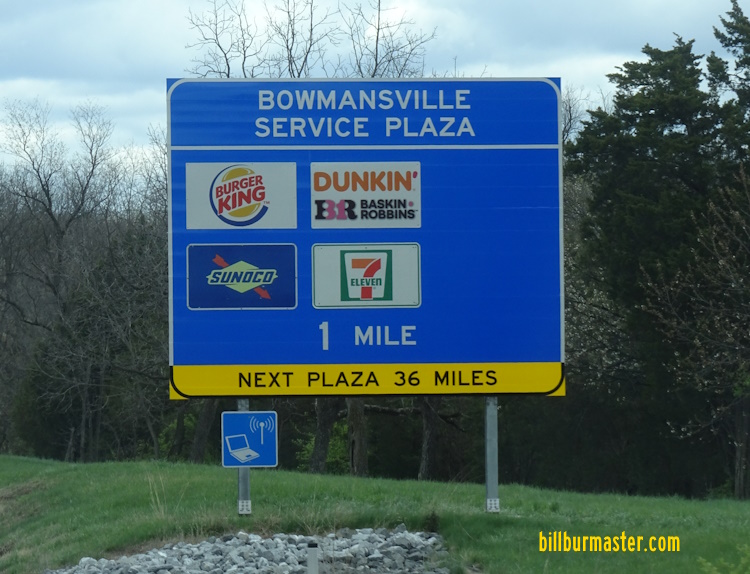 BOWMANSVILLE
SERVICE PLAZA
BURGER
KING
DUNKIN'
BR BASKIN
ROBBINS
SUNOCO
7
ELEVEN
1 MILE
NEXT PLAZA 36 MILES
billburmaster.com